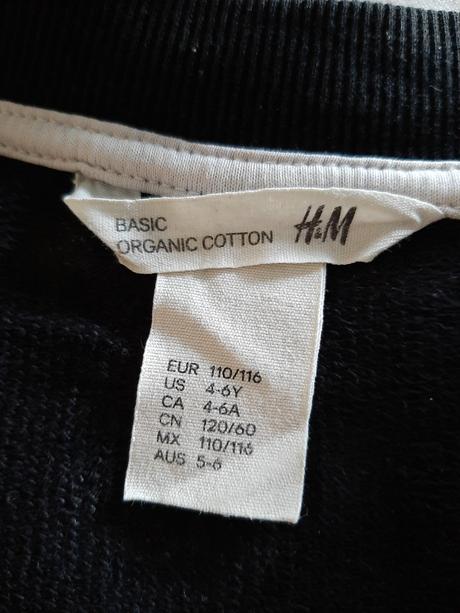 BASIC
ORGANIC COTTON H&M
EUR 110/116
US 4-6Y
CA 4-6A
CN 120/60
MX 110/116
AUS 5-6